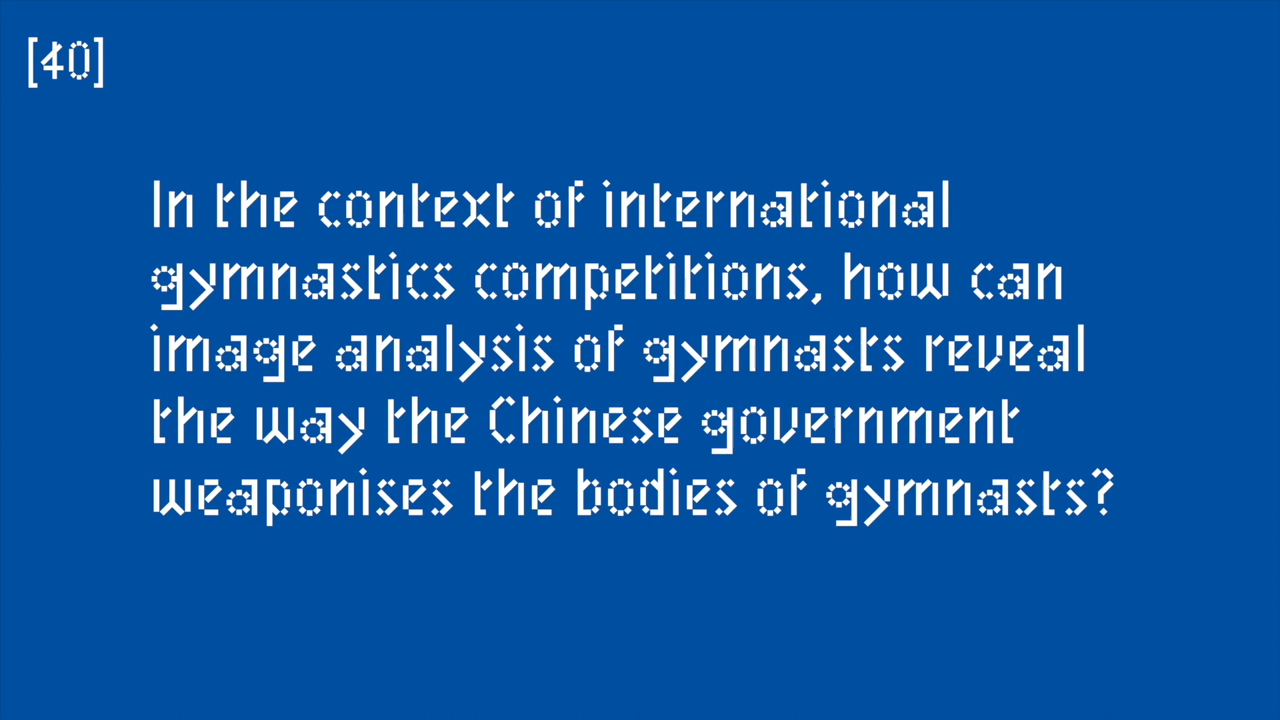 [40]
In the context of international
gymnastics competitions, how can
image analysis of gymnasts reveal
the way the Chinese government
weaponises the bodies of gymnasts?